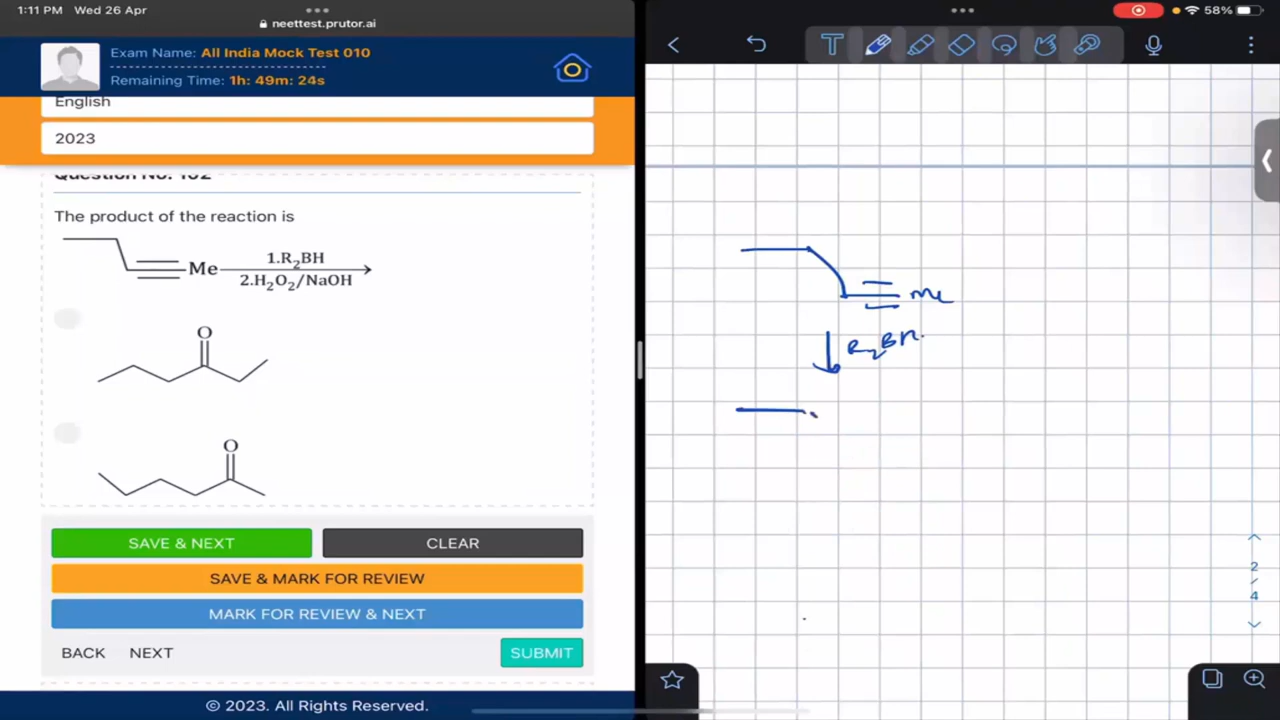 1:11 PM Wed 26 Apr
58%
neettest.prutor.ai
Exam Name: All India Mock Test 010
Remaining Time: 1h: 49m: 24s
English
2023
Question No: 102
The product of the reaction is
Me
1.R₂BH
2.H₂O₂/NaOH
O
O
SAVE & NEXT
CLEAR
SAVE & MARK FOR REVIEW
MARK FOR REVIEW & NEXT
BACK
NEXT
SUBMIT
© 2023. All Rights Reserved.
T
Me
R₂BH
2
/
4